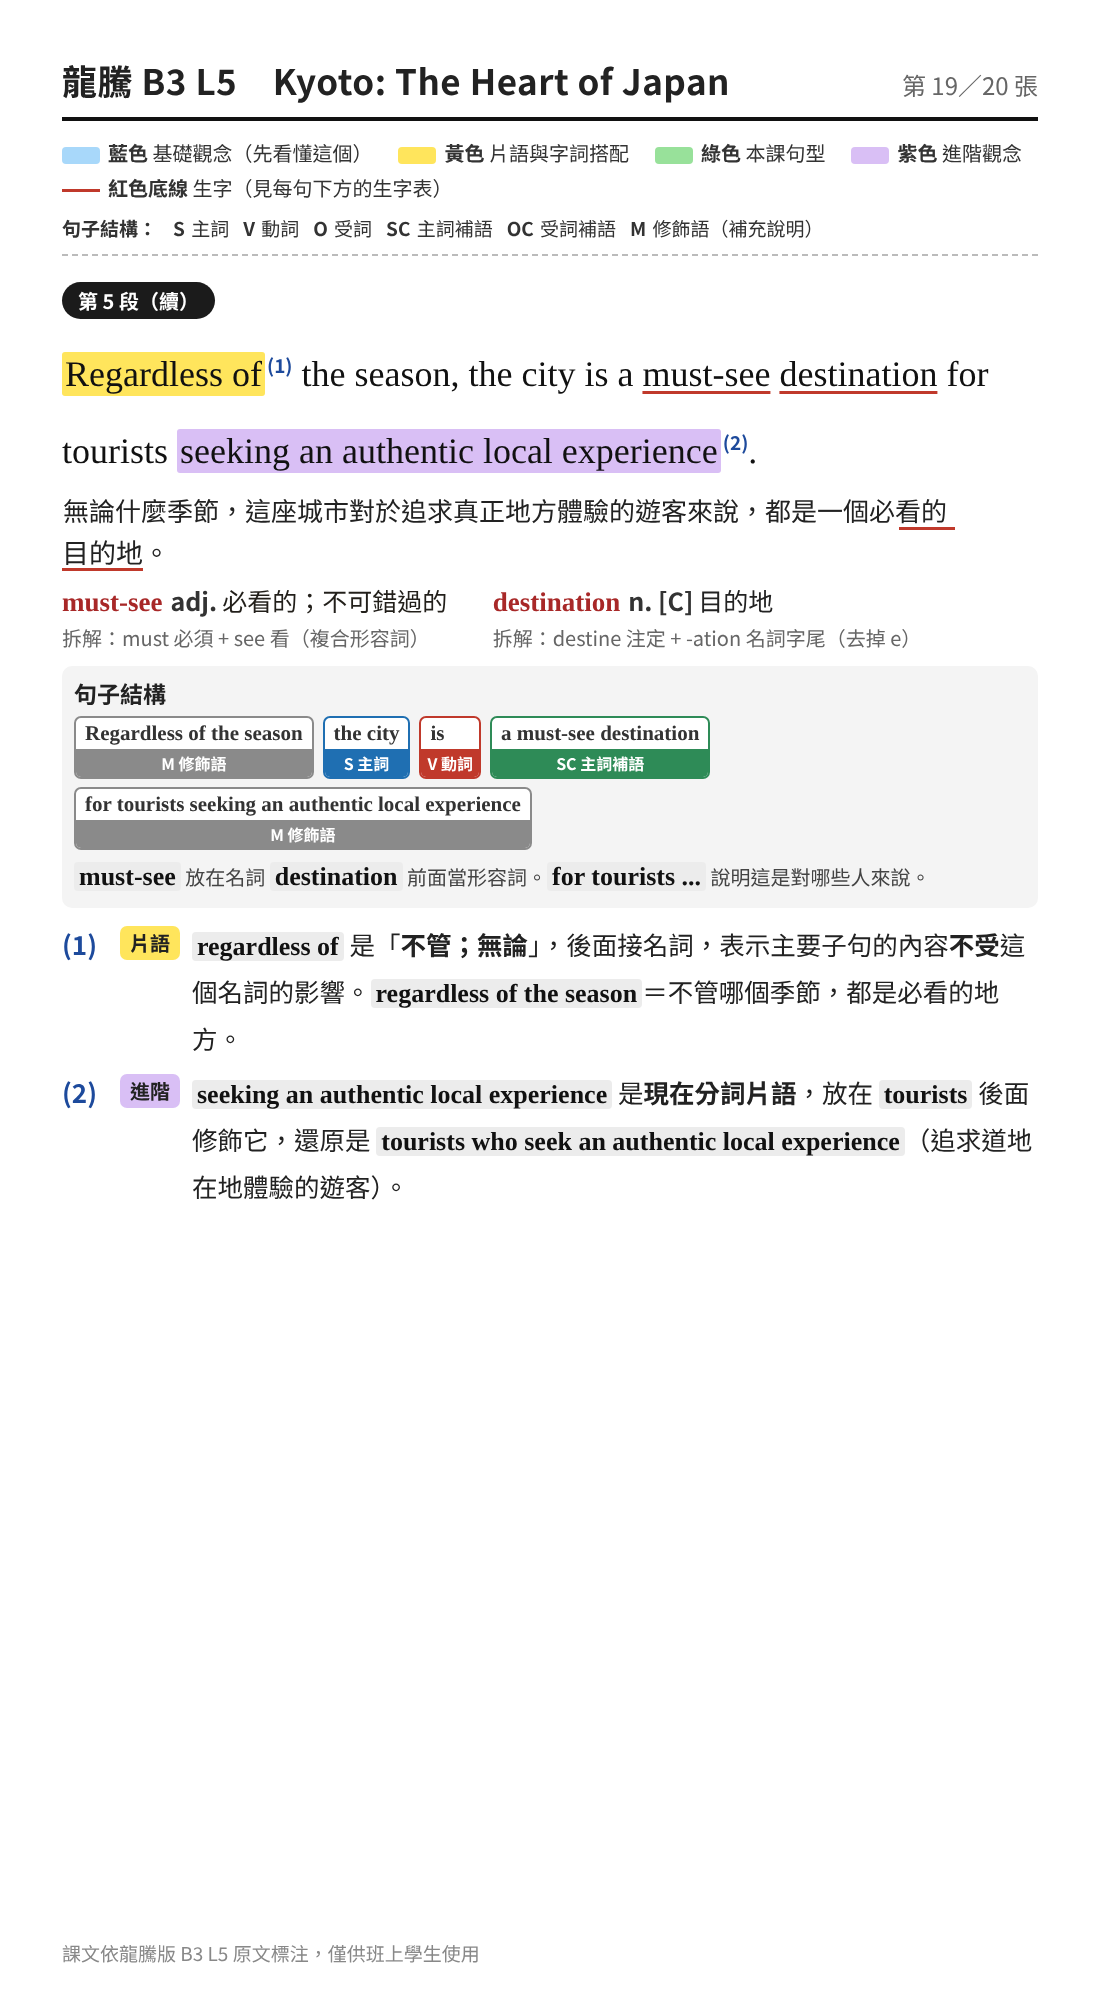 龍騰 B3 L5　Kyoto: The Heart of Japan　第 19／20 張
藍色 基礎觀念（先看懂這個）　黃色 片語與字詞搭配　綠色 本課句型　紫色 進階觀念
紅色底線 生字（見每句下方的生字表）
句子結構：　S 主詞　V 動詞　O 受詞　SC 主詞補語　OC 受詞補語　M 修飾語（補充說明）
第 5 段（續）
Regardless of(1) the season, the city is a must-see destination for
tourists seeking an authentic local experience(2).
無論什麼季節，這座城市對於追求真正地方體驗的遊客來說，都是一個必看的
目的地。
must-see adj. 必看的；不可錯過的　destination n. [C] 目的地
拆解：must 必須 + see 看（複合形容詞）　拆解：destine 注定 + -ation 名詞字尾（去掉 e）
句子結構
Regardless of the season　the city　is　a must-see destination
M 修飾語　S 主詞　V 動詞　SC 主詞補語
for tourists seeking an authentic local experience
M 修飾語
must-see 放在名詞 destination 前面當形容詞。for tourists ... 說明這是對哪些人來說。
(1) 片語 regardless of 是「不管；無論」，後面接名詞，表示主要子句的內容不受這
個名詞的影響。regardless of the season＝不管哪個季節，都是必看的地
方。
(2) 進階 seeking an authentic local experience 是現在分詞片語，放在 tourists 後面
修飾它，還原是 tourists who seek an authentic local experience（追求道地
在地體驗的遊客）。
課文依龍騰版 B3 L5 原文標注，僅供班上學生使用